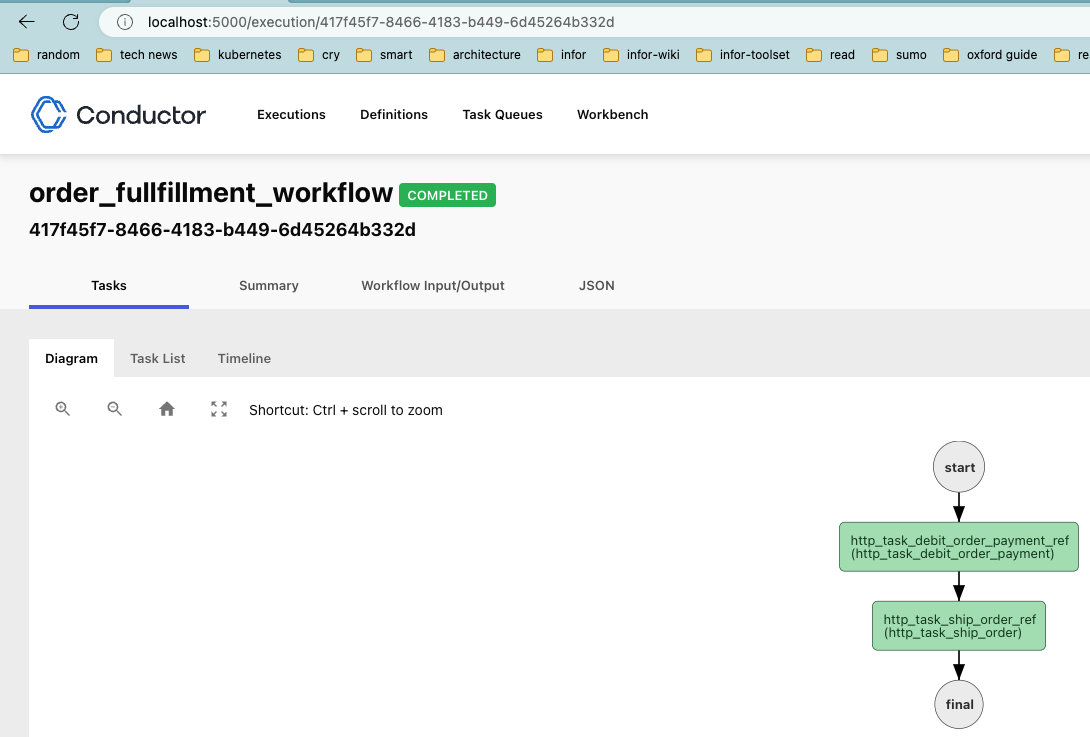 localhost:5000/execution/417f45f7-8466-4183-b449-6d45264b332d
random tech news kubernetes cry smart architecture infor infor-wiki infor-toolset read sumo oxford guide re
Conductor Executions Definitions Task Queues Workbench
order_fullfillment_workflow COMPLETED
417f45f7-8466-4183-b449-6d45264b332d
Tasks Summary Workflow Input/Output JSON
Diagram Task List Timeline
Shortcut: Ctrl + scroll to zoom
start
http_task_debit_order_payment_ref
(http_task_debit_order_payment)
http_task_ship_order_ref
(http_task_ship_order)
final